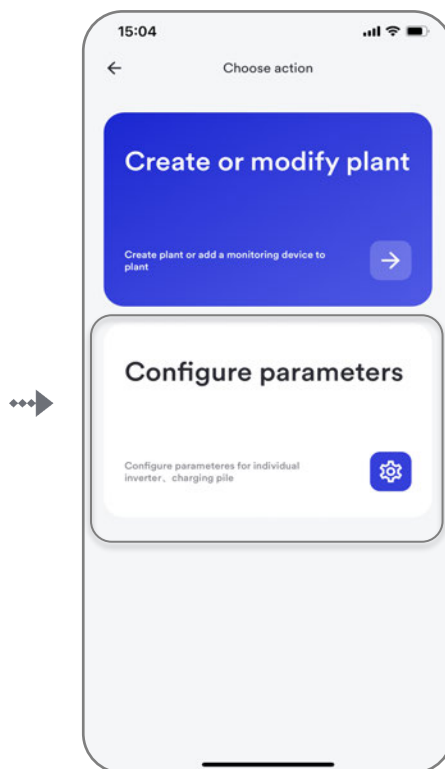 15:04
Choose action
Create or modify plant
Create plant or add a monitoring device to
plant
Configure parameters
Configure parameteres for individual
inverter, charging pile